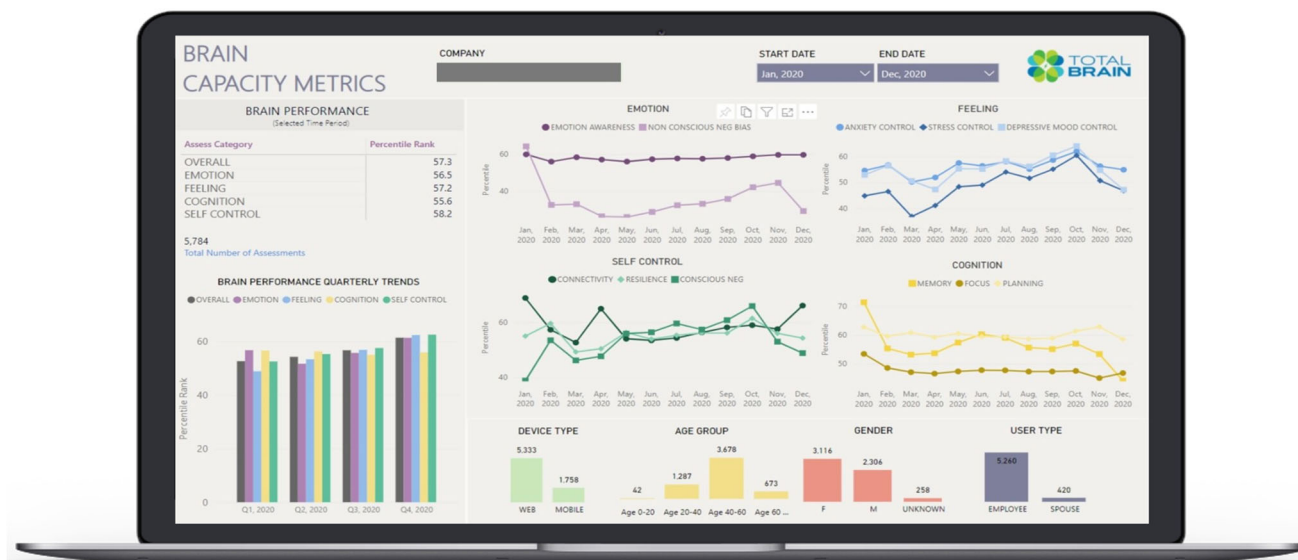 BRAIN
CAPACITY METRICS
COMPANY
START DATE
Jan, 2020
END DATE
Dec, 2020
TOTAL
BRAIN
BRAIN PERFORMANCE
(Selected Time Period)
Assess Category Percentile Rank
OVERALL 57.3
EMOTION 56.5
FEELING 57.2
COGNITION 55.6
SELF CONTROL 58.2
5,784
Total Number of Assessments
BRAIN PERFORMANCE QUARTERLY TRENDS
OVERALL EMOTION FEELING COGNITION SELF CONTROL
Percentile Rank
60
40
20
0
Q1, 2020 Q2, 2020 Q3, 2020 Q4, 2020
EMOTION
EMOTION AWARENESS NON CONSCIOUS NEG BIAS
Percentile
60
40
Jan, Feb, Mar, Apr, May, Jun, Jul, Aug, Sep, Oct, Nov, Dec,
2020 2020 2020 2020 2020 2020 2020 2020 2020 2020 2020 2020
FEELING
ANXIETY CONTROL STRESS CONTROL DEPRESSIVE MOOD CONTROL
Percentile
60
50
40
Jan, Feb, Mar, Apr, May, Jun, Jul, Aug, Sep, Oct, Nov, Dec,
2020 2020 2020 2020 2020 2020 2020 2020 2020 2020 2020 2020
SELF CONTROL
CONNECTIVITY RESILIENCE CONSCIOUS NEG
Percentile
60
40
Jan, Feb, Mar, Apr, May, Jun, Jul, Aug, Sep, Oct, Nov, Dec,
2020 2020 2020 2020 2020 2020 2020 2020 2020 2020 2020 2020
COGNITION
MEMORY FOCUS PLANNING
Percentile
70
60
50
Jan, Feb, Mar, Apr, May, Jun, Jul, Aug, Sep, Oct, Nov, Dec,
2020 2020 2020 2020 2020 2020 2020 2020 2020 2020 2020 2020
DEVICE TYPE
5,333
1,758
WEB MOBILE
AGE GROUP
42
1,287
3,678
673
Age 0-20 Age 20-40 Age 40-60 Age 60 ...
GENDER
3,116
2,306
258
F M UNKNOWN
USER TYPE
5,260
420
EMPLOYEE SPOUSE